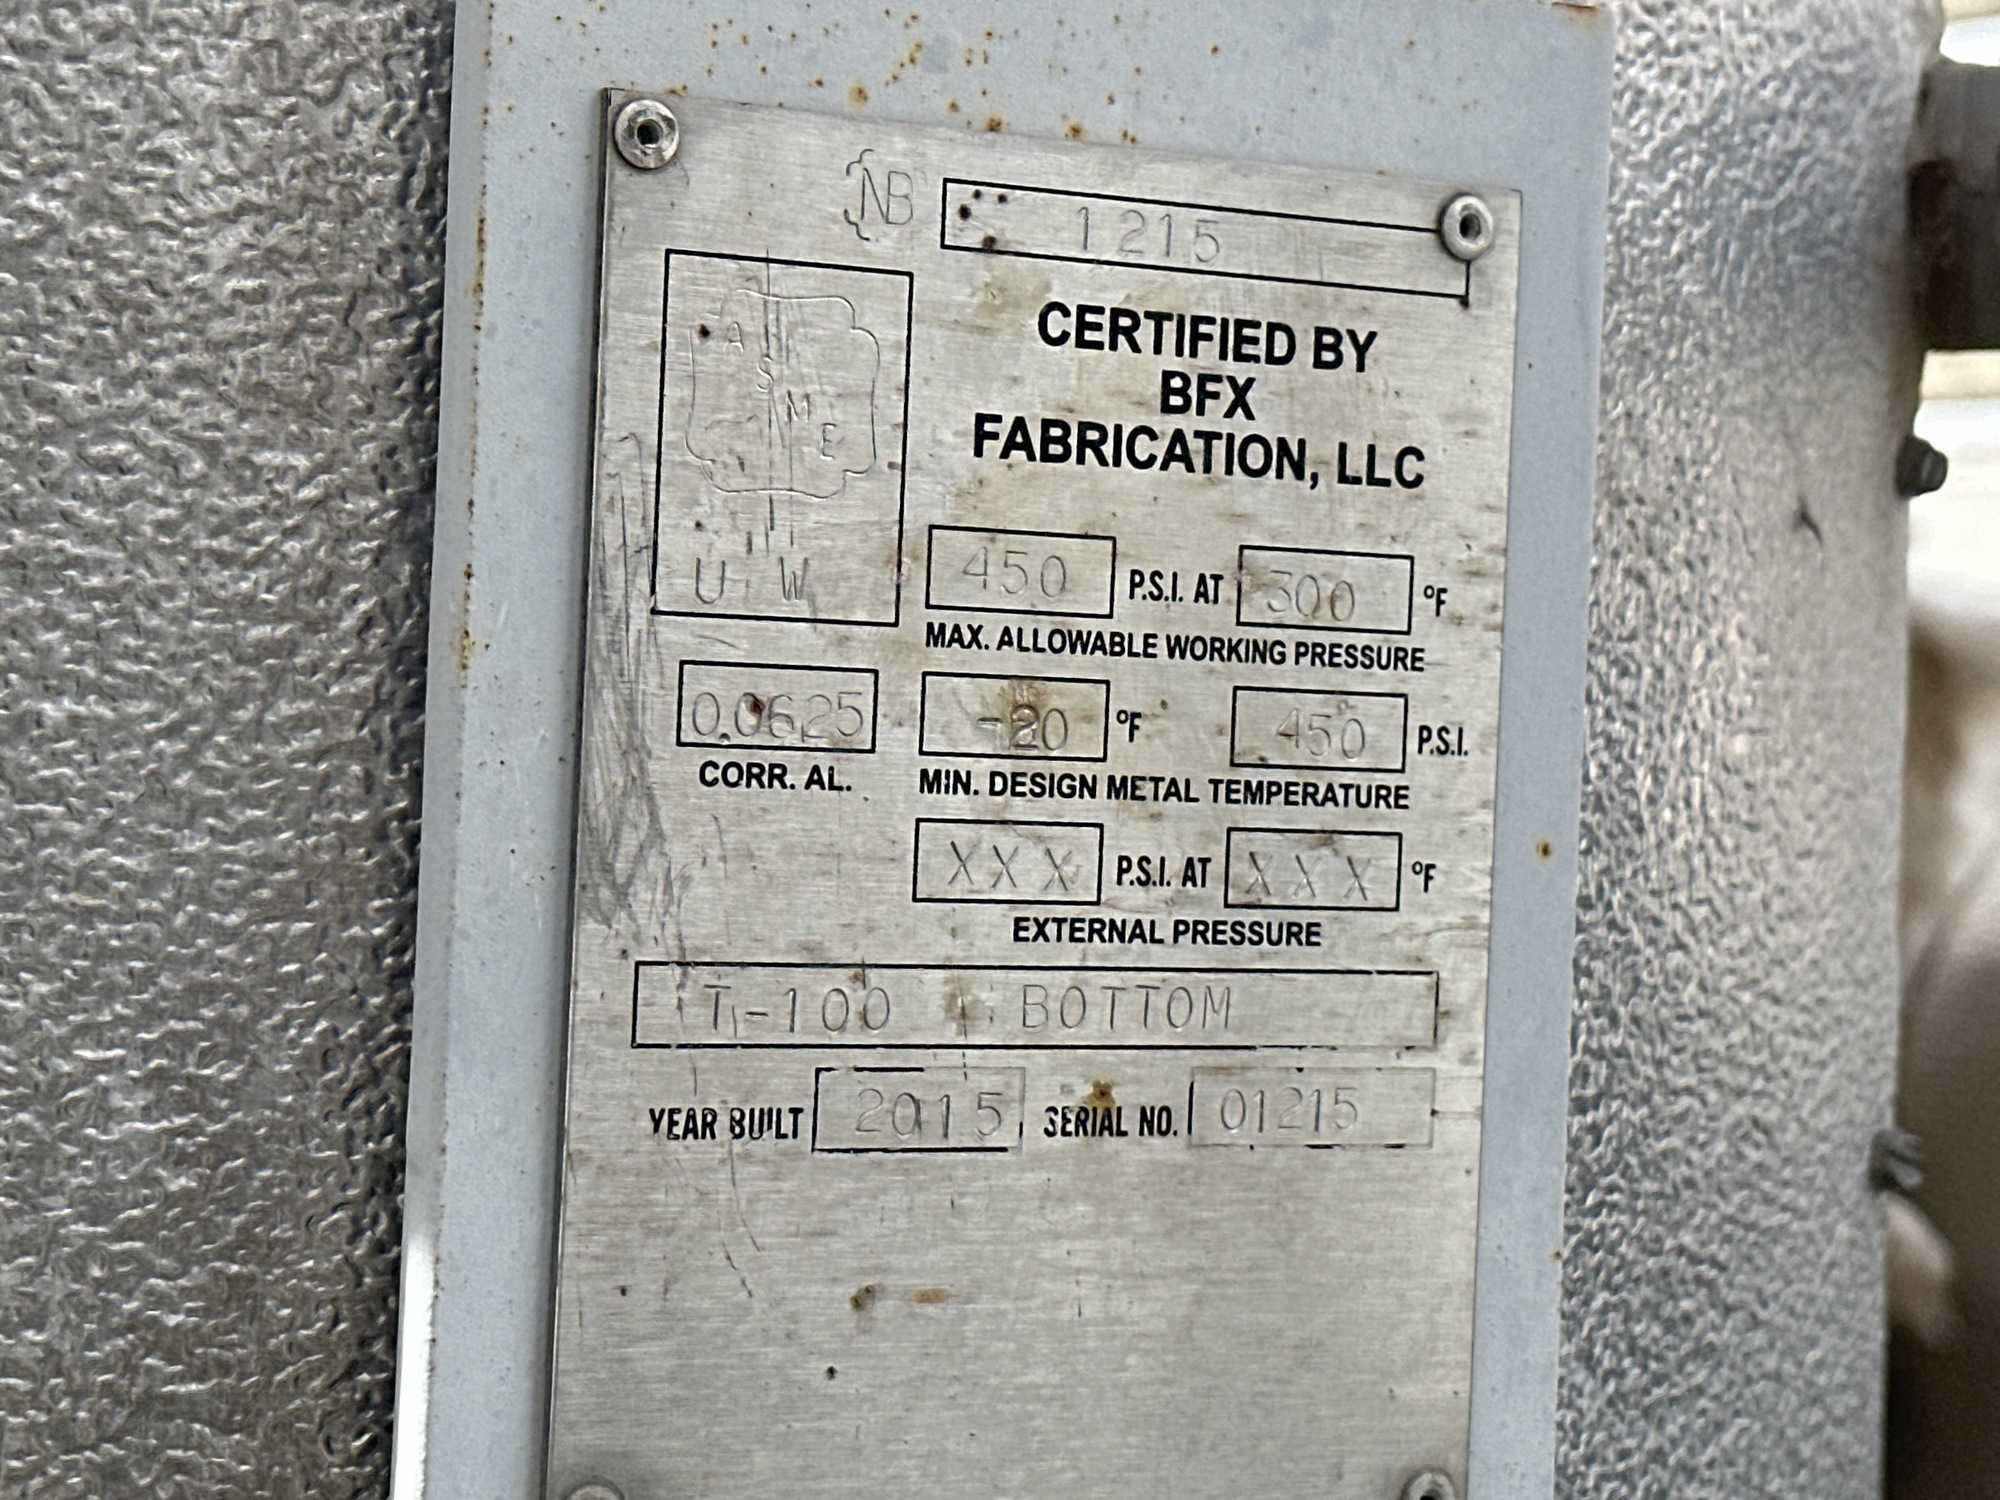 NB 1215
A
S
M
E
U W
CERTIFIED BY
BFX
FABRICATION, LLC
450 P.S.I. AT 300 °F
MAX. ALLOWABLE WORKING PRESSURE
0.0625 -20 °F 450 P.S.I.
CORR. AL. MIN. DESIGN METAL TEMPERATURE
XXX P.S.I. AT XXX °F
EXTERNAL PRESSURE
T-100 BOTTOM
YEAR BUILT 2015 SERIAL NO. 01215